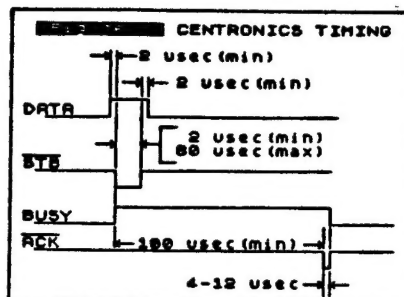 CENTRONICS TIMING
2 usec(min)
2 usec(min)
DATA
2 usec(min)
80 usec(max)
STB
BUSY
ACK
100 usec(min)
4-12 usec